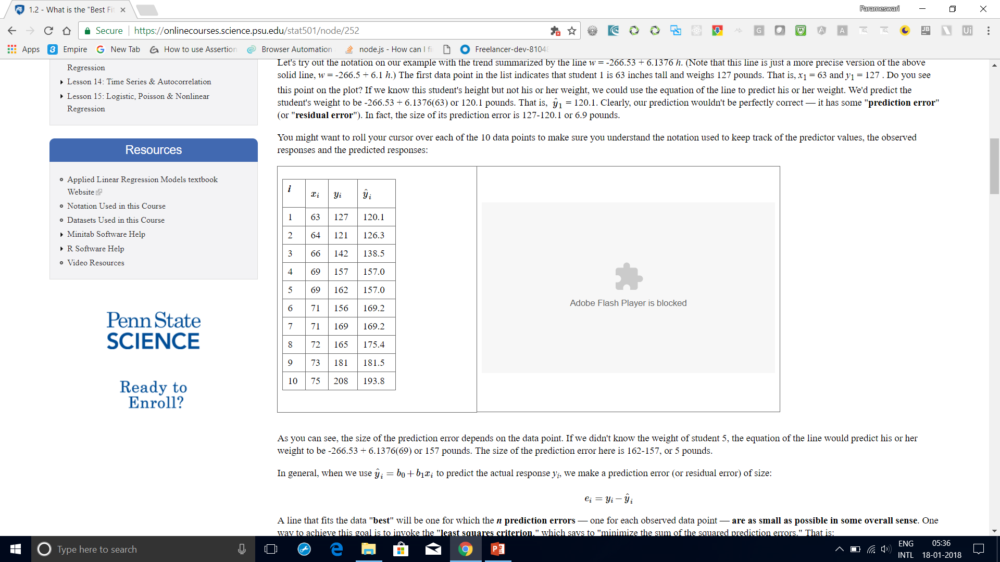 1.2 - What is the "Best Fit
Parameswari
Secure | https://onlinecourses.science.psu.edu/stat501/node/252
Apps Empire New Tab How to use Assertion Browser Automation node.js - How can I fi Freelancer-dev-81048
Regression
Lesson 14: Time Series & Autocorrelation
Lesson 15: Logistic, Poisson & Nonlinear
Regression
Resources
Applied Linear Regression Models textbook
Website
Notation Used in this Course
Datasets Used in this Course
Minitab Software Help
R Software Help
Video Resources
Penn State
SCIENCE
Ready to
Enroll?
Let's try out the notation on our example with the trend summarized by the line w = -266.53 + 6.1376 h. (Note that this line is just a more precise version of the above
solid line, w = -266.5 + 6.1 h.) The first data point in the list indicates that student 1 is 63 inches tall and weighs 127 pounds. That is, x₁ = 63 and y₁ = 127 . Do you see
this point on the plot? If we know this student's height but not his or her weight, we could use the equation of the line to predict his or her weight. We'd predict the
student's weight to be -266.53 + 6.1376(63) or 120.1 pounds. That is, ŷ₁ = 120.1. Clearly, our prediction wouldn't be perfectly correct — it has some "prediction error"
(or "residual error"). In fact, the size of its prediction error is 127-120.1 or 6.9 pounds.
You might want to roll your cursor over each of the 10 data points to make sure you understand the notation used to keep track of the predictor values, the observed
responses and the predicted responses:
i xᵢ yᵢ ŷᵢ
1 63 127 120.1
2 64 121 126.3
3 66 142 138.5
4 69 157 157.0
5 69 162 157.0
6 71 156 169.2
7 71 169 169.2
8 72 165 175.4
9 73 181 181.5
10 75 208 193.8
Adobe Flash Player is blocked
As you can see, the size of the prediction error depends on the data point. If we didn't know the weight of student 5, the equation of the line would predict his or her
weight to be -266.53 + 6.1376(69) or 157 pounds. The size of the prediction error here is 162-157, or 5 pounds.
In general, when we use ŷᵢ = b₀ + b₁xᵢ to predict the actual response yᵢ, we make a prediction error (or residual error) of size:
eᵢ = yᵢ − ŷᵢ
A line that fits the data "best" will be one for which the n prediction errors — one for each observed data point — are as small as possible in some overall sense. One
way to achieve this goal is to invoke the "least squares criterion," which says to "minimize the sum of the squared prediction errors." That is:
Type here to search
ENG
INTL
05:36
18-01-2018